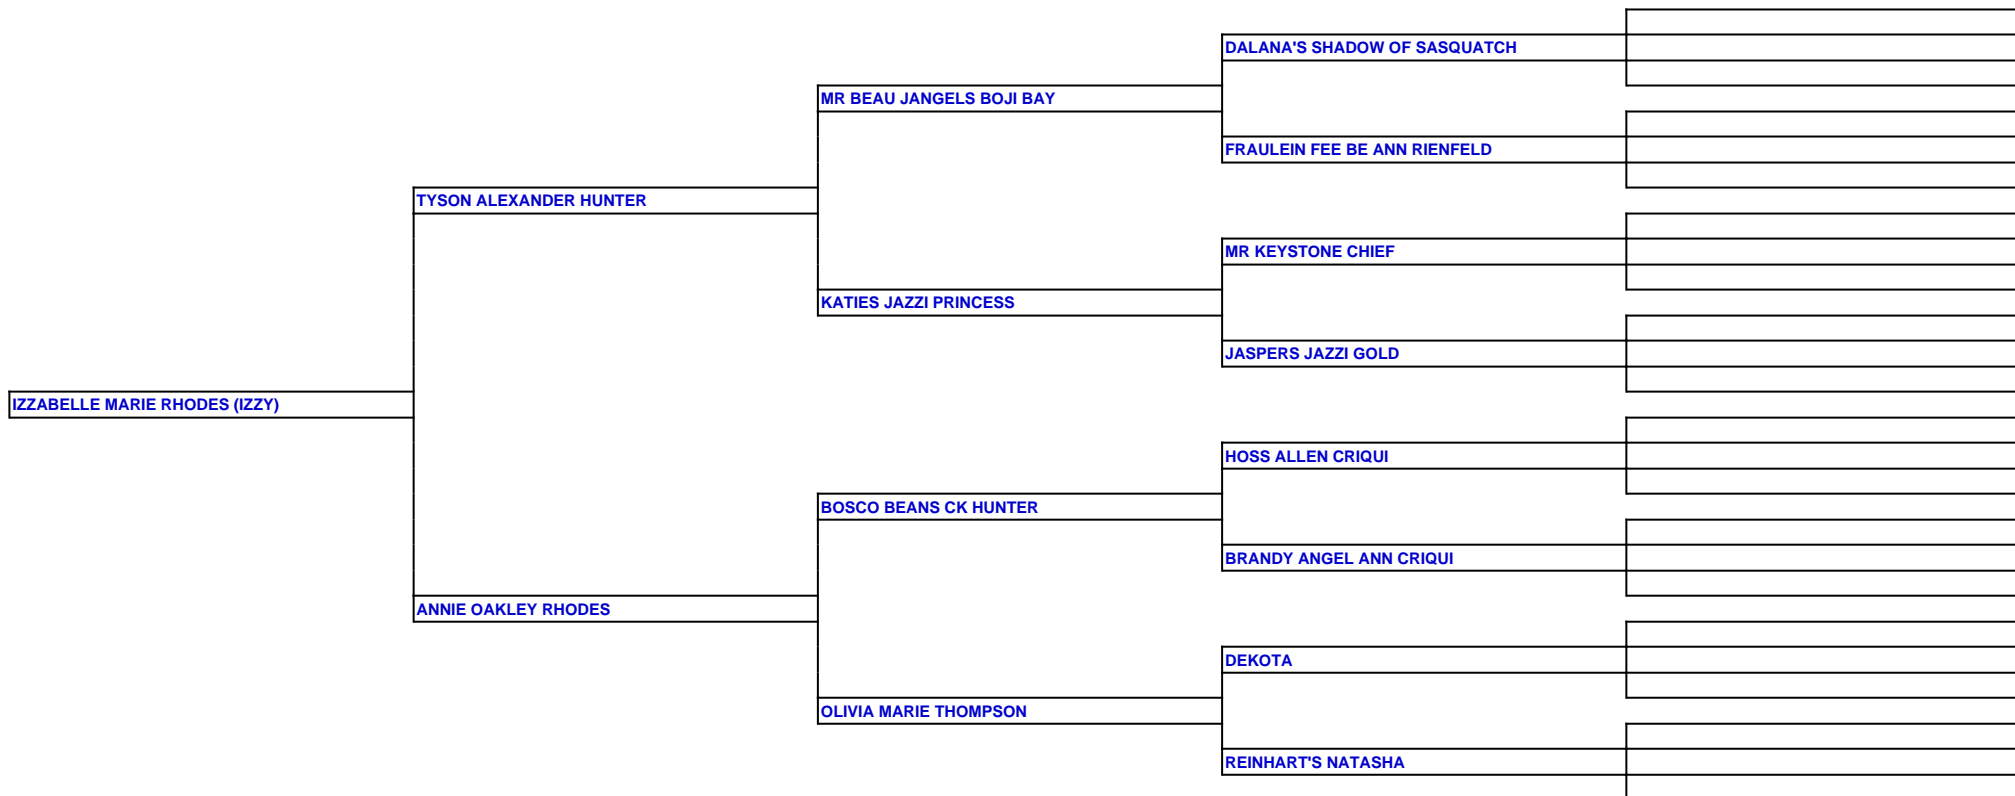 DALANA'S SHADOW OF SASQUATCH
MR BEAU JANGELS BOJI BAY
FRAULEIN FEE BE ANN RIENFELD
TYSON ALEXANDER HUNTER
MR KEYSTONE CHIEF
KATIES JAZZI PRINCESS
JASPERS JAZZI GOLD
IZZABELLE MARIE RHODES (IZZY)
HOSS ALLEN CRIQUI
BOSCO BEANS CK HUNTER
BRANDY ANGEL ANN CRIQUI
ANNIE OAKLEY RHODES
DEKOTA
OLIVIA MARIE THOMPSON
REINHART'S NATASHA